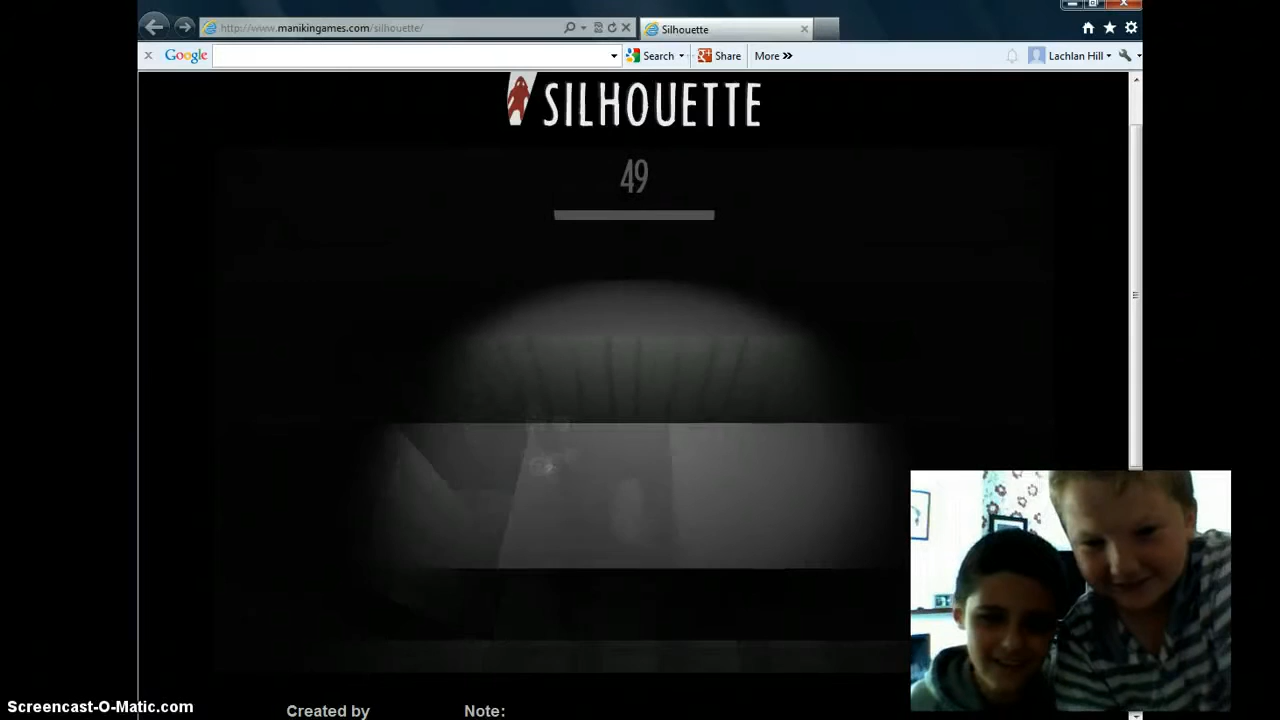 http://www.manikingames.com/silhouette/
Silhouette
Google
Search
Share
More »
Lachlan Hill
SILHOUETTE
49
Created by
Note:
Screencast-O-Matic.com